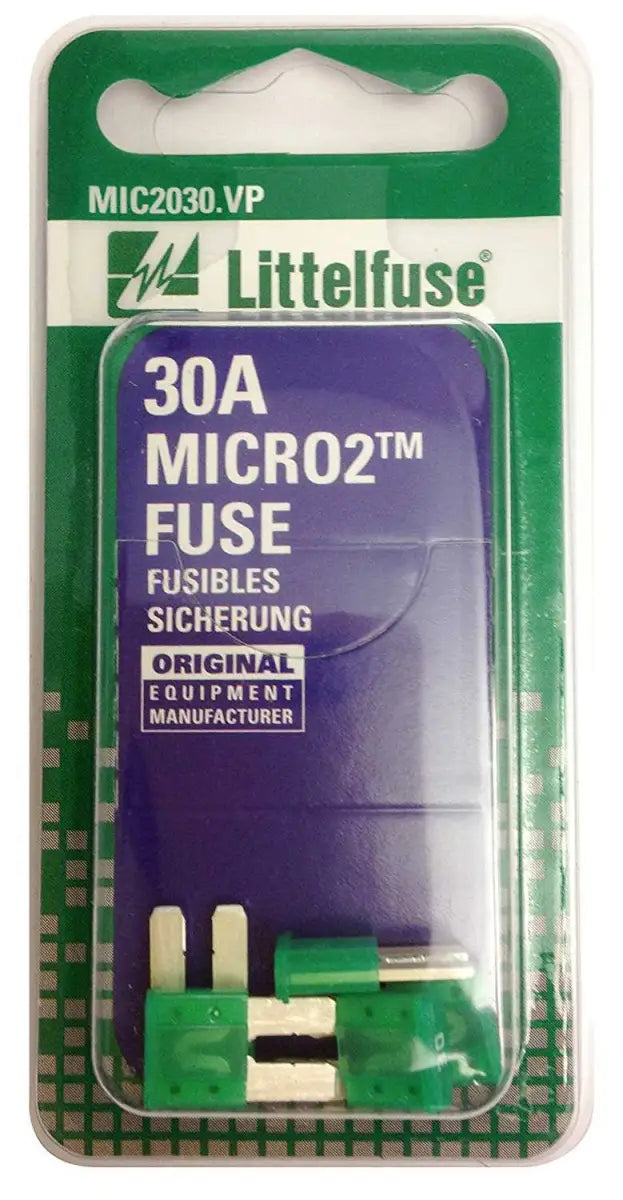 MIC2030.VP
Littelfuse®
30A
MICRO2™
FUSE
FUSIBLES
SICHERUNG
ORIGINAL
EQUIPMENT
MANUFACTURER